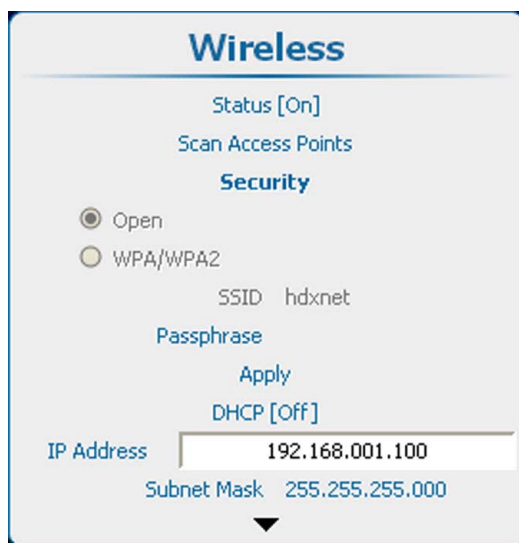 Wireless
Status [On]
Scan Access Points
Security
Open
WPA/WPA2
SSID hdxnet
Passphrase
Apply
DHCP [Off]
IP Address 192.168.001.100
Subnet Mask 255.255.255.000